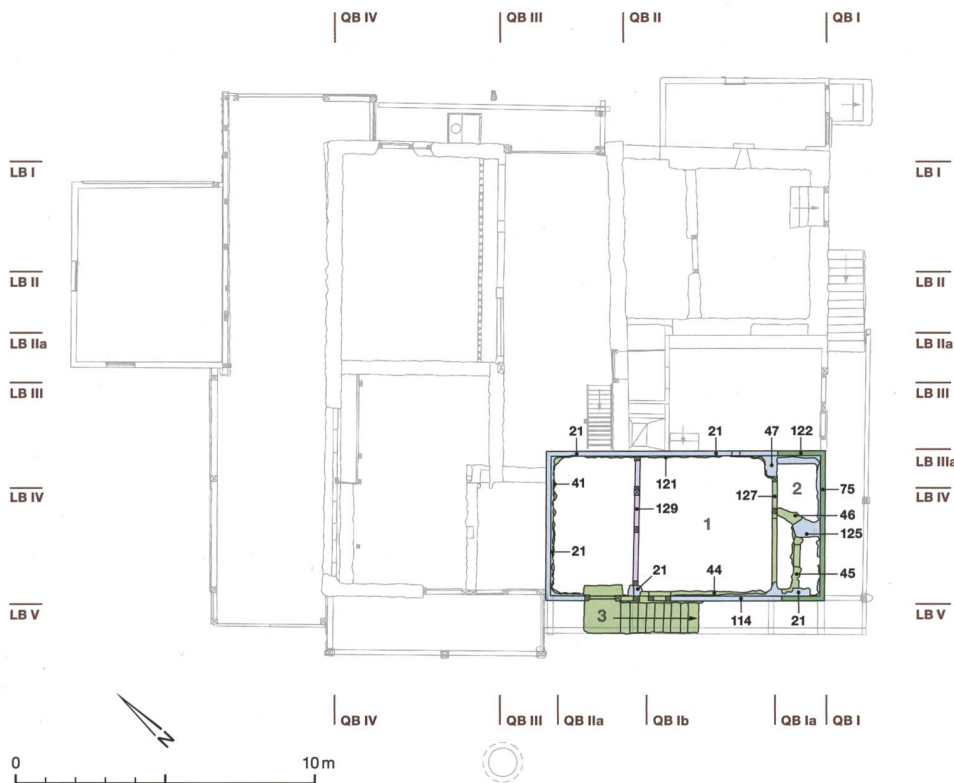 QB IV QB III QB II QB I
LB I LB I
LB II LB II
LB IIa LB IIa
LB III LB III
21 21 47 122
LB IIIa
41 121 127 2 75
LB IV LB IV
129 1 46
125
21 21 44 45
LB V 3 114 21 LB V
N
QB IV QB III QB IIa QB Ib QB Ia QB I
0 10 m